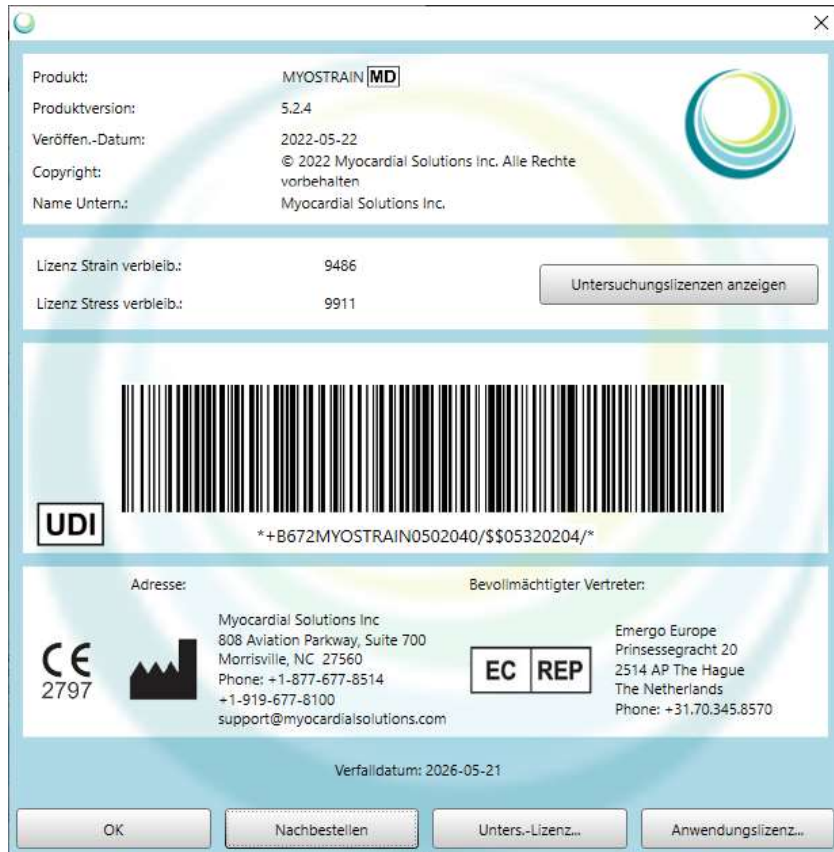 Produkt: MYOSTRAIN MD
Produktversion: 5.2.4
Veröffen.-Datum: 2022-05-22
Copyright: © 2022 Myocardial Solutions Inc. Alle Rechte
vorbehalten
Name Untern.: Myocardial Solutions Inc.
Lizenz Strain verbleib.: 9486
Untersuchungslizenzen anzeigen
Lizenz Stress verbleib.: 9911
UDI
*+B672MYOSTRAIN0502040/$$05320204/*
Adresse:
CE
2797
Myocardial Solutions Inc
808 Aviation Parkway, Suite 700
Morrisville, NC 27560
Phone: +1-877-677-8514
+1-919-677-8100
support@myocardialsolutions.com
Bevollmächtigter Vertreter:
EC REP
Emergo Europe
Prinsessegracht 20
2514 AP The Hague
The Netherlands
Phone: +31.70.345.8570
Verfalldatum: 2026-05-21
OK
Nachbestellen
Unters.-Lizenz...
Anwendungslizenz...